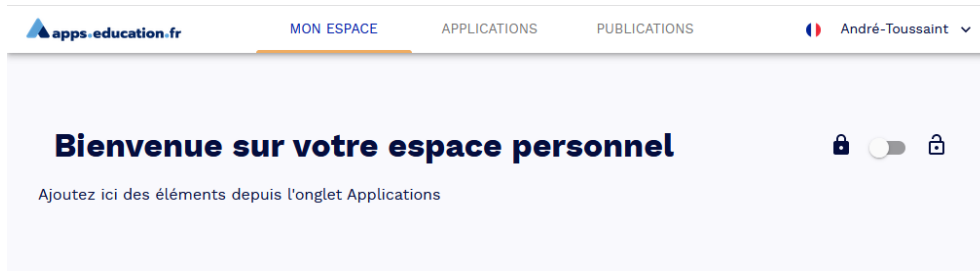 apps.education.fr MON ESPACE APPLICATIONS PUBLICATIONS André-Toussaint
Bienvenue sur votre espace personnel
Ajoutez ici des éléments depuis l'onglet Applications